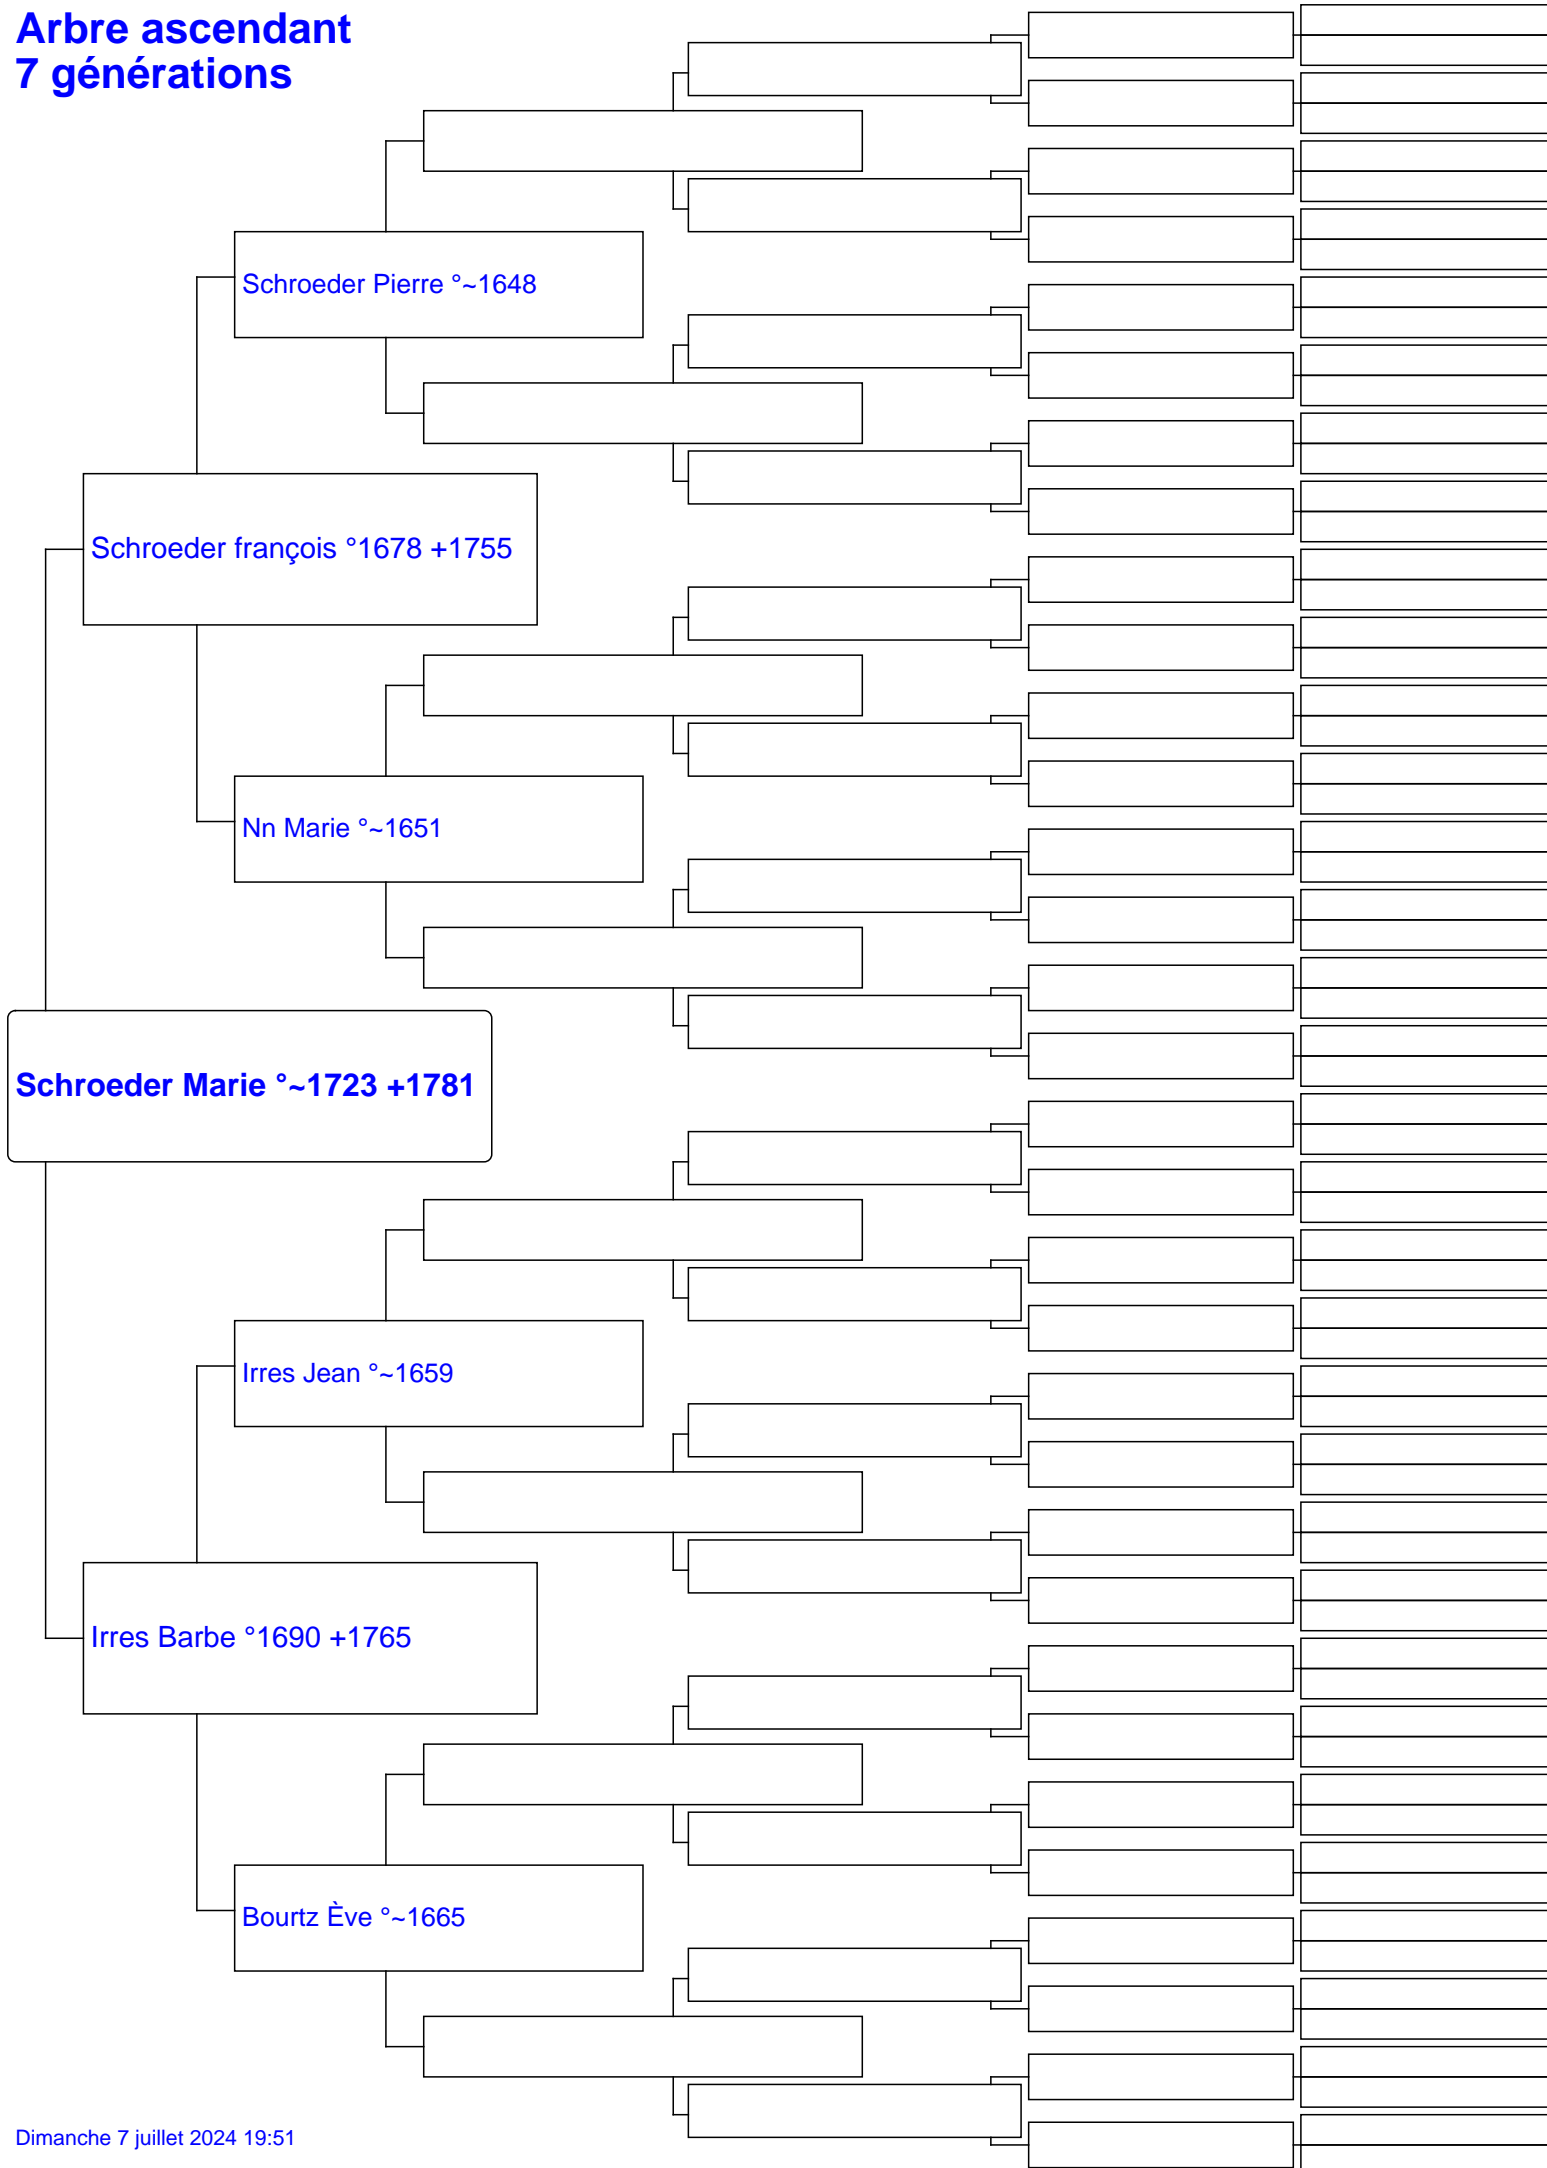 Arbre ascendant
7 générations
Schroeder Pierre °~1648
Schroeder françois °1678 +1755
Nn Marie °~1651
Schroeder Marie °~1723 +1781
Irres Jean °~1659
Irres Barbe °1690 +1765
Bourtz Ève °~1665
Dimanche 7 juillet 2024 19:51